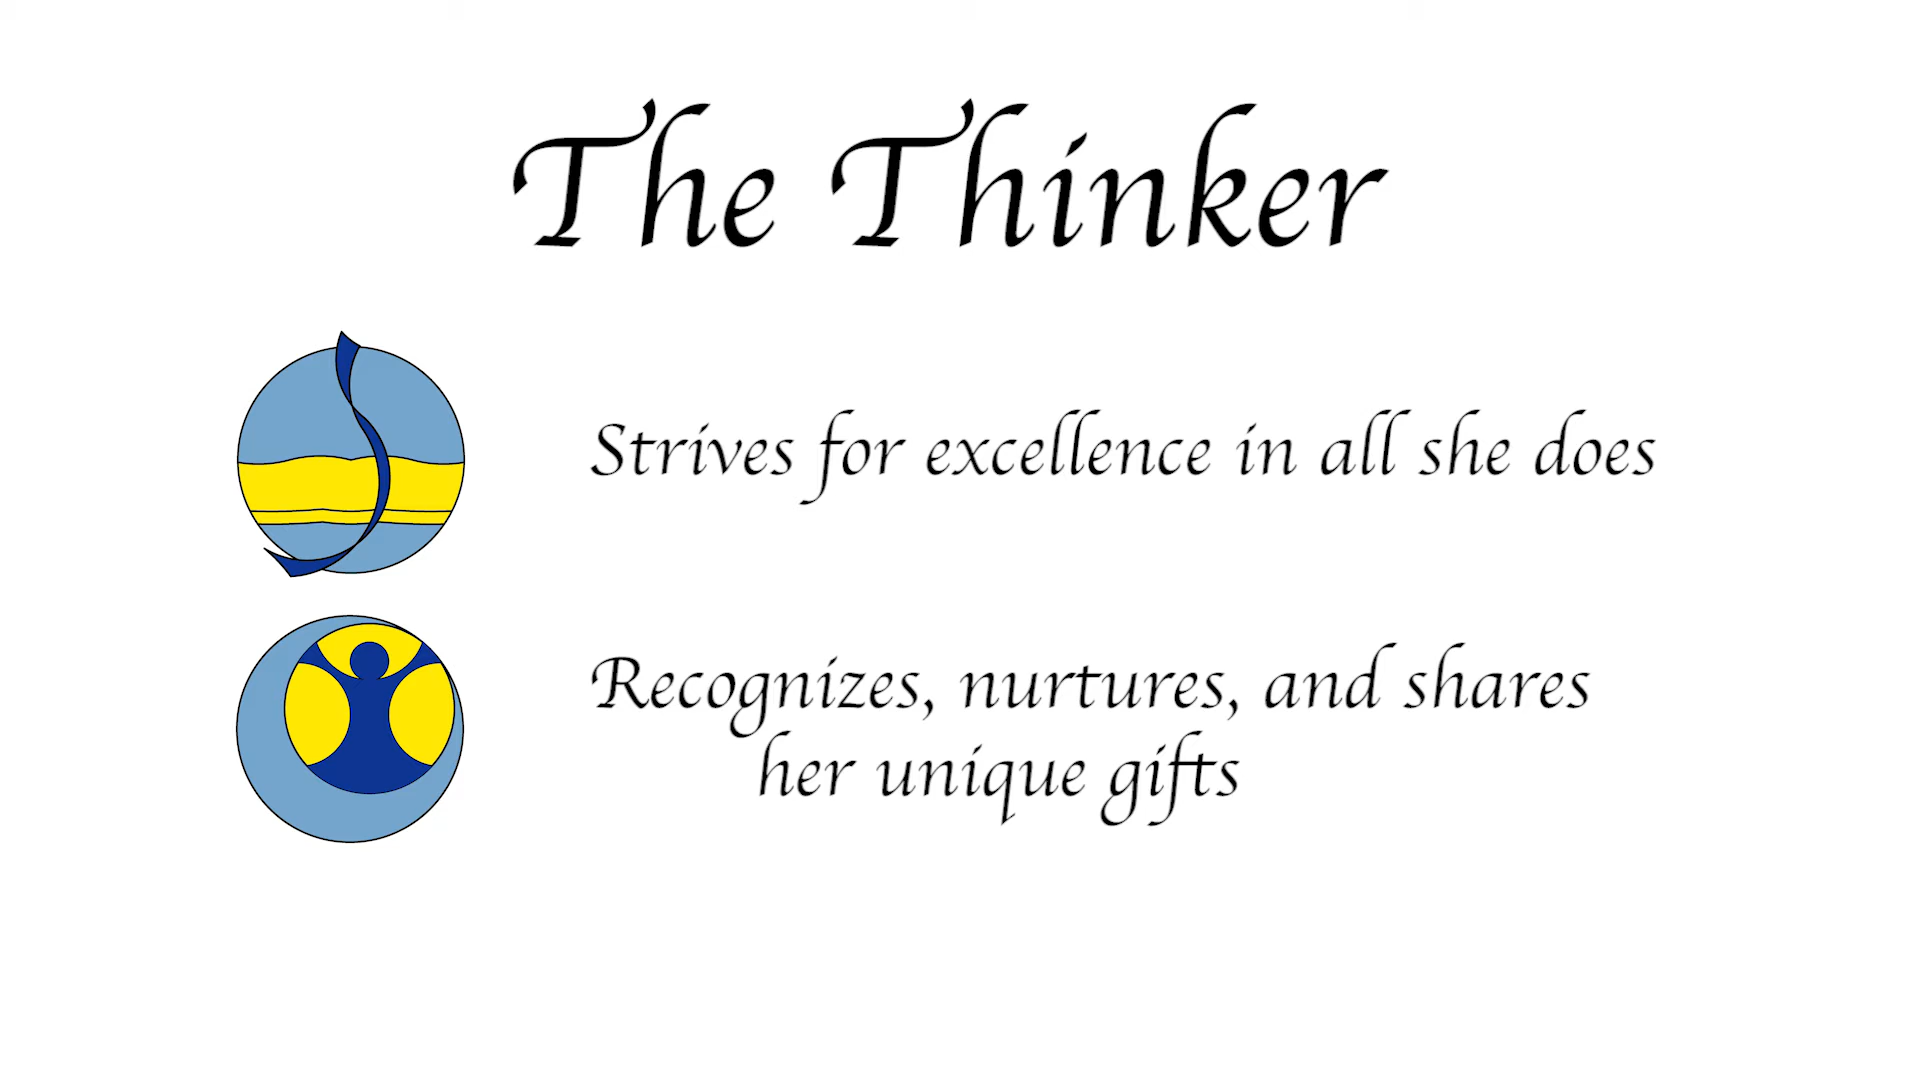 The Thinker
Strives for excellence in all she does
Recognizes, nurtures, and shares
her unique gifts